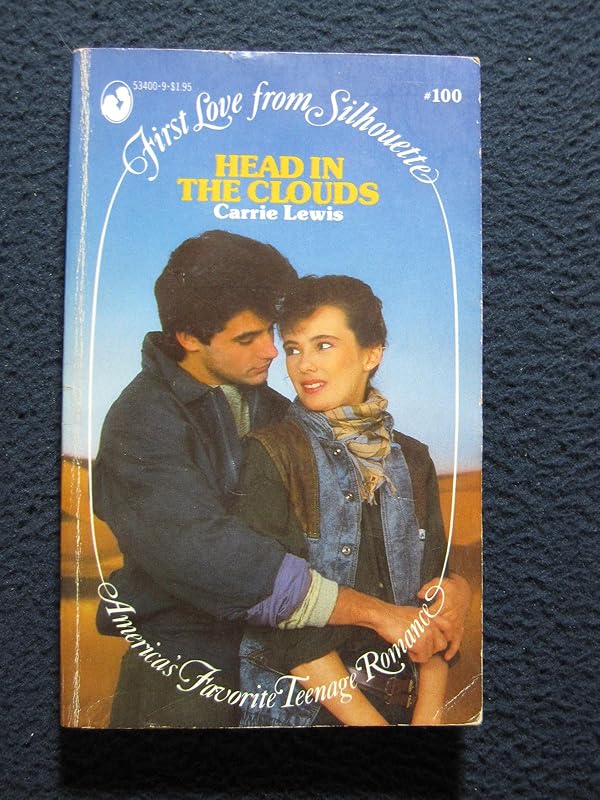 53400-9-$1.95
#100
First Love from Silhouette
HEAD IN
THE CLOUDS
Carrie Lewis
America's Favorite Teenage Romance